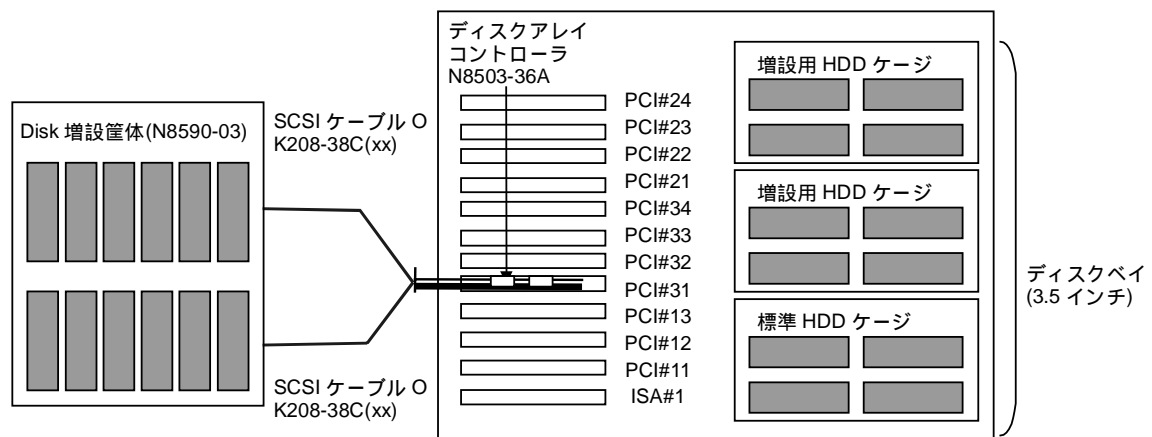 Disk 増設筐体(N8590-03)
SCSI ケーブル O
K208-38C(xx)
SCSI ケーブル O
K208-38C(xx)
ディスクアレイ
コントローラ
N8503-36A
PCI#24
PCI#23
PCI#22
PCI#21
PCI#34
PCI#33
PCI#32
PCI#31
PCI#13
PCI#12
PCI#11
ISA#1
増設用 HDD ケージ
増設用 HDD ケージ
標準 HDD ケージ
ディスクベイ
(3.5 インチ)